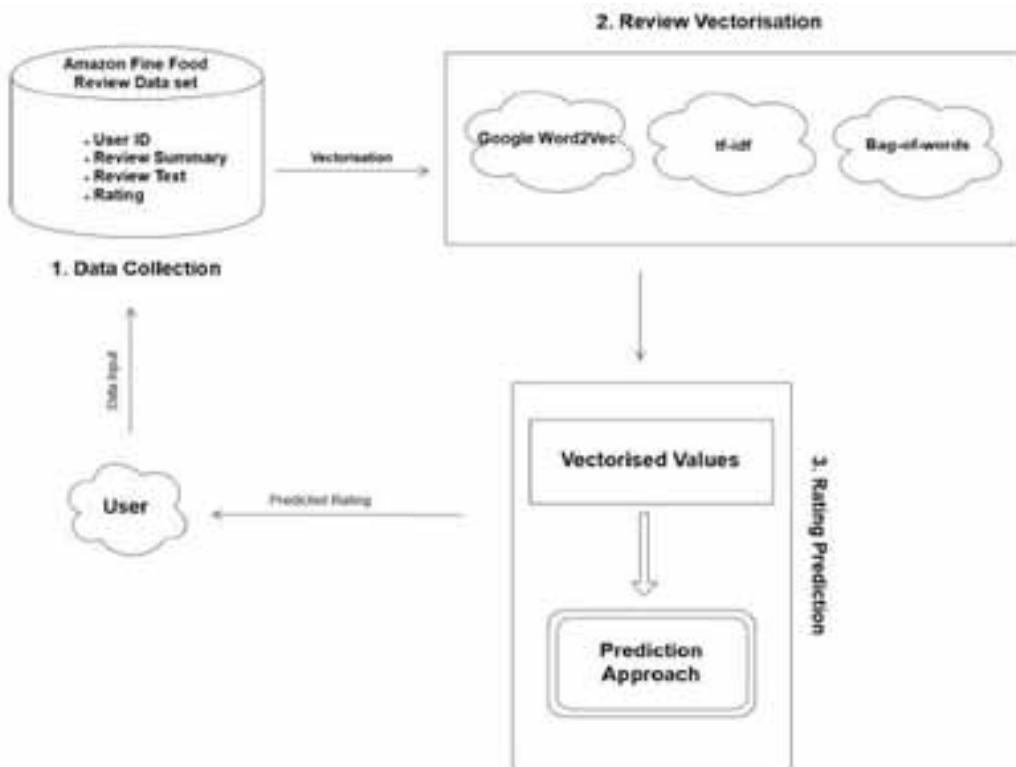 2. Review Vectorisation
Amazon Fine Food
Review Data set
+ User ID
+ Review Summary
+ Review Text
+ Rating
Vectorisation
Google Word2Vec
tf-idf
Bag-of-words
1. Data Collection
Data Input
User
Predicted Rating
Vectorised Values
Prediction
Approach
3. Rating Prediction